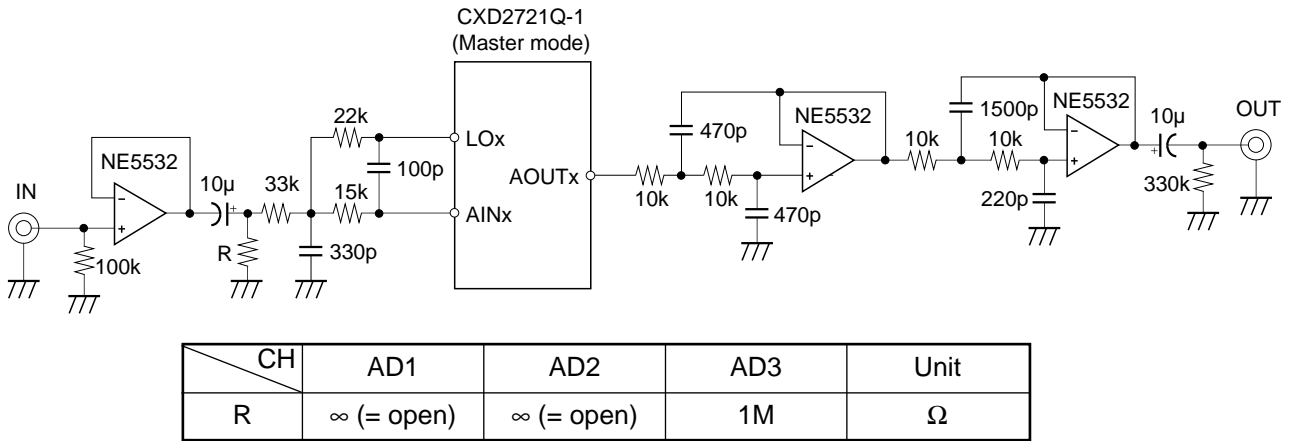 CXD2721Q-1
(Master mode)
IN
100k
NE5532
−
+
10µ
+
R
33k
22k
15k
330p
100p
LOx
AINx
AOUTx
10k
470p
10k
470p
NE5532
−
+
10k
1500p
10k
220p
NE5532
−
+
10µ
+
330k
OUT
CH AD1 AD2 AD3 Unit
R ∞ (= open) ∞ (= open) 1M Ω